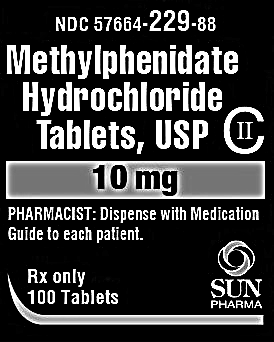 NDC 57664-229-88
Methylphenidate
Hydrochloride
Tablets, USP CII
10 mg
PHARMACIST: Dispense with Medication
Guide to each patient.
Rx only
100 Tablets
SUN
PHARMA